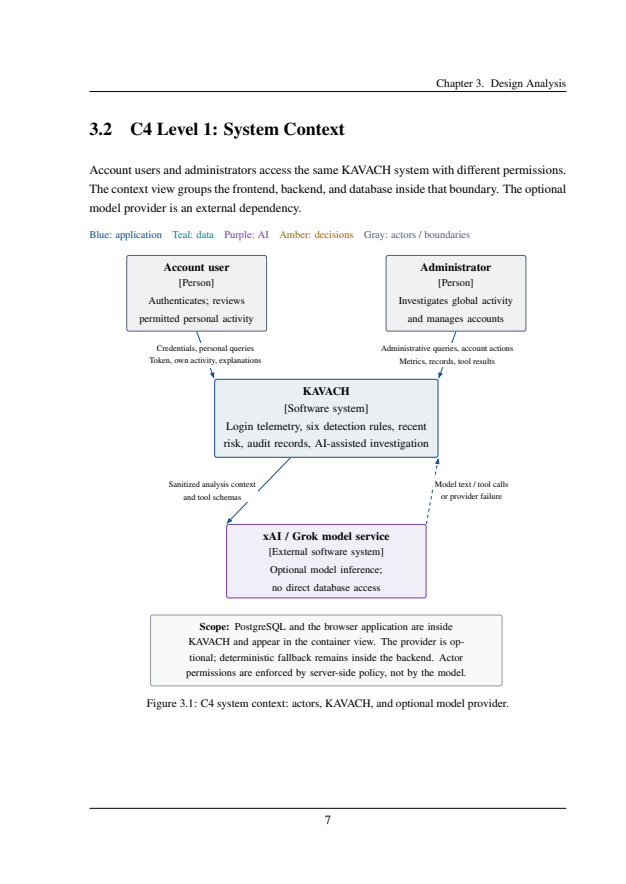 Chapter 3. Design Analysis
3.2 C4 Level 1: System Context
Account users and administrators access the same KAVACH system with different permissions.
The context view groups the frontend, backend, and database inside that boundary. The optional
model provider is an external dependency.
Blue: application Teal: data Purple: AI Amber: decisions Gray: actors / boundaries
Account user
[Person]
Authenticates; reviews
permitted personal activity
Administrator
[Person]
Investigates global activity
and manages accounts
Credentials, personal queries
Token, own activity, explanations
Administrative queries, account actions
Metrics, records, tool results
KAVACH
[Software system]
Login telemetry, six detection rules, recent
risk, audit records, AI-assisted investigation
Sanitized analysis context
and tool schemas
Model text / tool calls
or provider failure
xAI / Grok model service
[External software system]
Optional model inference;
no direct database access
Scope: PostgreSQL and the browser application are inside
KAVACH and appear in the container view. The provider is op-
tional; deterministic fallback remains inside the backend. Actor
permissions are enforced by server-side policy, not by the model.
Figure 3.1: C4 system context: actors, KAVACH, and optional model provider.
7